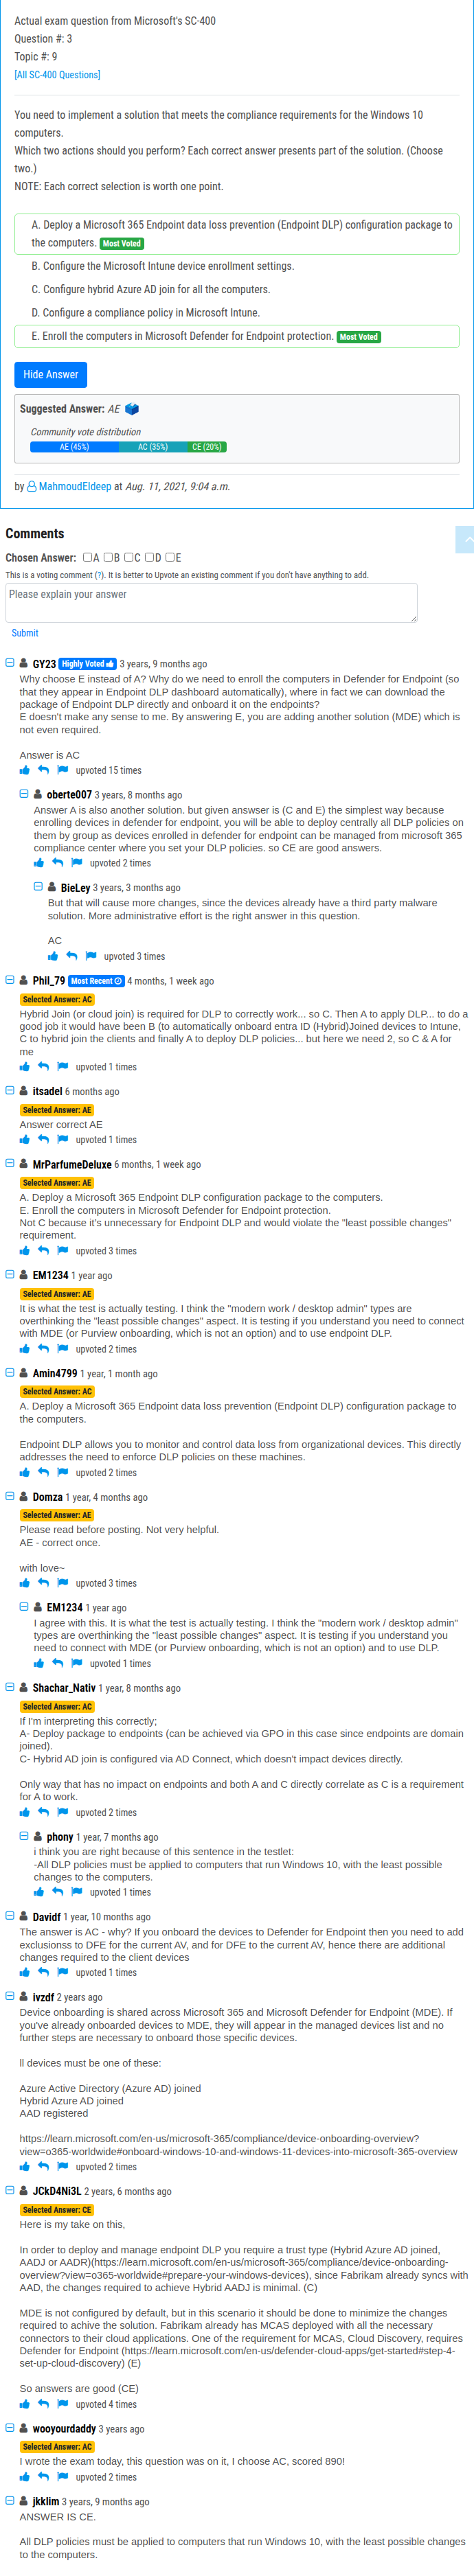 Actual exam question from Microsoft's SC-400
Question #: 3
Topic #: 9
[All SC-400 Questions]
You need to implement a solution that meets the compliance requirements for the Windows 10
computers.
Which two actions should you perform? Each correct answer presents part of the solution. (Choose
two.)
NOTE: Each correct selection is worth one point.
A. Deploy a Microsoft 365 Endpoint data loss prevention (Endpoint DLP) configuration package to
the computers. Most Voted
B. Configure the Microsoft Intune device enrollment settings.
C. Configure hybrid Azure AD join for all the computers.
D. Configure a compliance policy in Microsoft Intune.
E. Enroll the computers in Microsoft Defender for Endpoint protection. Most Voted
Hide Answer
Suggested Answer: AE
Community vote distribution
AE (45%) AC (35%) CE (20%)
by MahmoudEldeep at Aug. 11, 2021, 9:04 a.m.
Comments
Chosen Answer: A B C D E
This is a voting comment (?). It is better to Upvote an existing comment if you don't have anything to add.
Please explain your answer
Submit
GY23 Highly Voted 3 years, 9 months ago
Why choose E instead of A? Why do we need to enroll the computers in Defender for Endpoint (so
that they appear in Endpoint DLP dashboard automatically), where in fact we can download the
package of Endpoint DLP directly and onboard it on the endpoints?
E doesn't make any sense to me. By answering E, you are adding another solution (MDE) which is
not even required.
Answer is AC
upvoted 15 times
oberte007 3 years, 8 months ago
Answer A is also another solution. but given answser is (C and E) the simplest way because
enrolling devices in defender for endpoint, you will be able to deploy centrally all DLP policies on
them by group as devices enrolled in defender for endpoint can be managed from microsoft 365
compliance center where you set your DLP policies. so CE are good answers.
upvoted 2 times
BieLey 3 years, 3 months ago
But that will cause more changes, since the devices already have a third party malware
solution. More administrative effort is the right answer in this question.
AC
upvoted 3 times
Phil_79 Most Recent 4 months, 1 week ago
Selected Answer: AC
Hybrid Join (or cloud join) is required for DLP to correctly work... so C. Then A to apply DLP... to do a
good job it would have been B (to automatically onboard entra ID (Hybrid)Joined devices to Intune,
C to hybrid join the clients and finally A to deploy DLP policies... but here we need 2, so C & A for
me
upvoted 1 times
itsadel 6 months ago
Selected Answer: AE
Answer correct AE
upvoted 1 times
MrParfumeDeluxe 6 months, 1 week ago
Selected Answer: AE
A. Deploy a Microsoft 365 Endpoint DLP configuration package to the computers.
E. Enroll the computers in Microsoft Defender for Endpoint protection.
Not C because it's unnecessary for Endpoint DLP and would violate the "least possible changes"
requirement.
upvoted 3 times
EM1234 1 year ago
Selected Answer: AE
It is what the test is actually testing. I think the "modern work / desktop admin" types are
overthinking the "least possible changes" aspect. It is testing if you understand you need to connect
with MDE (or Purview onboarding, which is not an option) and to use endpoint DLP.
upvoted 2 times
Amin4799 1 year, 1 month ago
Selected Answer: AC
A. Deploy a Microsoft 365 Endpoint data loss prevention (Endpoint DLP) configuration package to
the computers.
Endpoint DLP allows you to monitor and control data loss from organizational devices. This directly
addresses the need to enforce DLP policies on these machines.
upvoted 2 times
Domza 1 year, 4 months ago
Selected Answer: AE
Please read before posting. Not very helpful.
AE - correct once.
with love~
upvoted 3 times
EM1234 1 year ago
I agree with this. It is what the test is actually testing. I think the "modern work / desktop admin"
types are overthinking the "least possible changes" aspect. It is testing if you understand you
need to connect with MDE (or Purview onboarding, which is not an option) and to use DLP.
upvoted 1 times
Shachar_Nativ 1 year, 8 months ago
Selected Answer: AC
If I'm interpreting this correctly;
A- Deploy package to endpoints (can be achieved via GPO in this case since endpoints are domain
joined).
C- Hybrid AD join is configured via AD Connect, which doesn't impact devices directly.
Only way that has no impact on endpoints and both A and C directly correlate as C is a requirement
for A to work.
upvoted 2 times
phony 1 year, 7 months ago
i think you are right because of this sentence in the testlet:
-All DLP policies must be applied to computers that run Windows 10, with the least possible
changes to the computers.
upvoted 1 times
Davidf 1 year, 10 months ago
The answer is AC - why? If you onboard the devices to Defender for Endpoint then you need to add
exclusionss to DFE for the current AV, and for DFE to the current AV, hence there are additional
changes required to the client devices
upvoted 1 times
ivzdf 2 years ago
Device onboarding is shared across Microsoft 365 and Microsoft Defender for Endpoint (MDE). If
you've already onboarded devices to MDE, they will appear in the managed devices list and no
further steps are necessary to onboard those specific devices.
ll devices must be one of these:
Azure Active Directory (Azure AD) joined
Hybrid Azure AD joined
AAD registered
https://learn.microsoft.com/en-us/microsoft-365/compliance/device-onboarding-overview?
view=o365-worldwide#onboard-windows-10-and-windows-11-devices-into-microsoft-365-overview
upvoted 2 times
JCkD4Ni3L 2 years, 6 months ago
Selected Answer: CE
Here is my take on this,
In order to deploy and manage endpoint DLP you require a trust type (Hybrid Azure AD joined,
AADJ or AADR)(https://learn.microsoft.com/en-us/microsoft-365/compliance/device-onboarding-
overview?view=o365-worldwide#prepare-your-windows-devices), since Fabrikam already syncs with
AAD, the changes required to achieve Hybrid AADJ is minimal. (C)
MDE is not configured by default, but in this scenario it should be done to minimize the changes
required to achive the solution. Fabrikam already has MCAS deployed with all the necessary
connectors to their cloud applications. One of the requirement for MCAS, Cloud Discovery, requires
Defender for Endpoint (https://learn.microsoft.com/en-us/defender-cloud-apps/get-started#step-4-
set-up-cloud-discovery) (E)
So answers are good (CE)
upvoted 4 times
wooyourdaddy 3 years ago
Selected Answer: AC
I wrote the exam today, this question was on it, I choose AC, scored 890!
upvoted 2 times
jkklim 3 years, 9 months ago
ANSWER IS CE.
All DLP policies must be applied to computers that run Windows 10, with the least possible changes
to the computers.